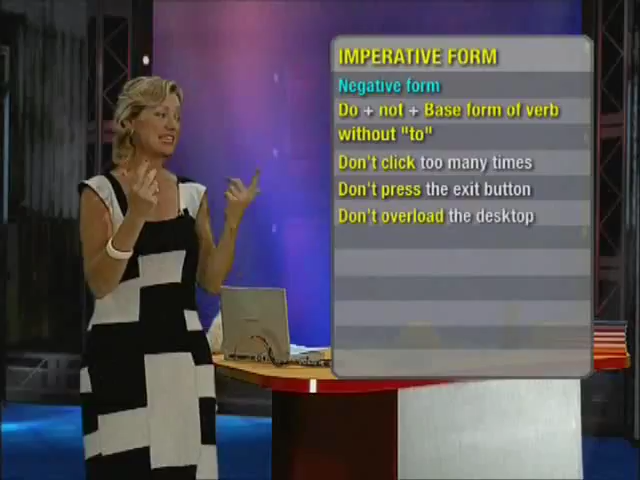 IMPERATIVE FORM
Negative form
Do + not + Base form of verb
without "to"
Don't click too many times
Don't press the exit button
Don't overload the desktop